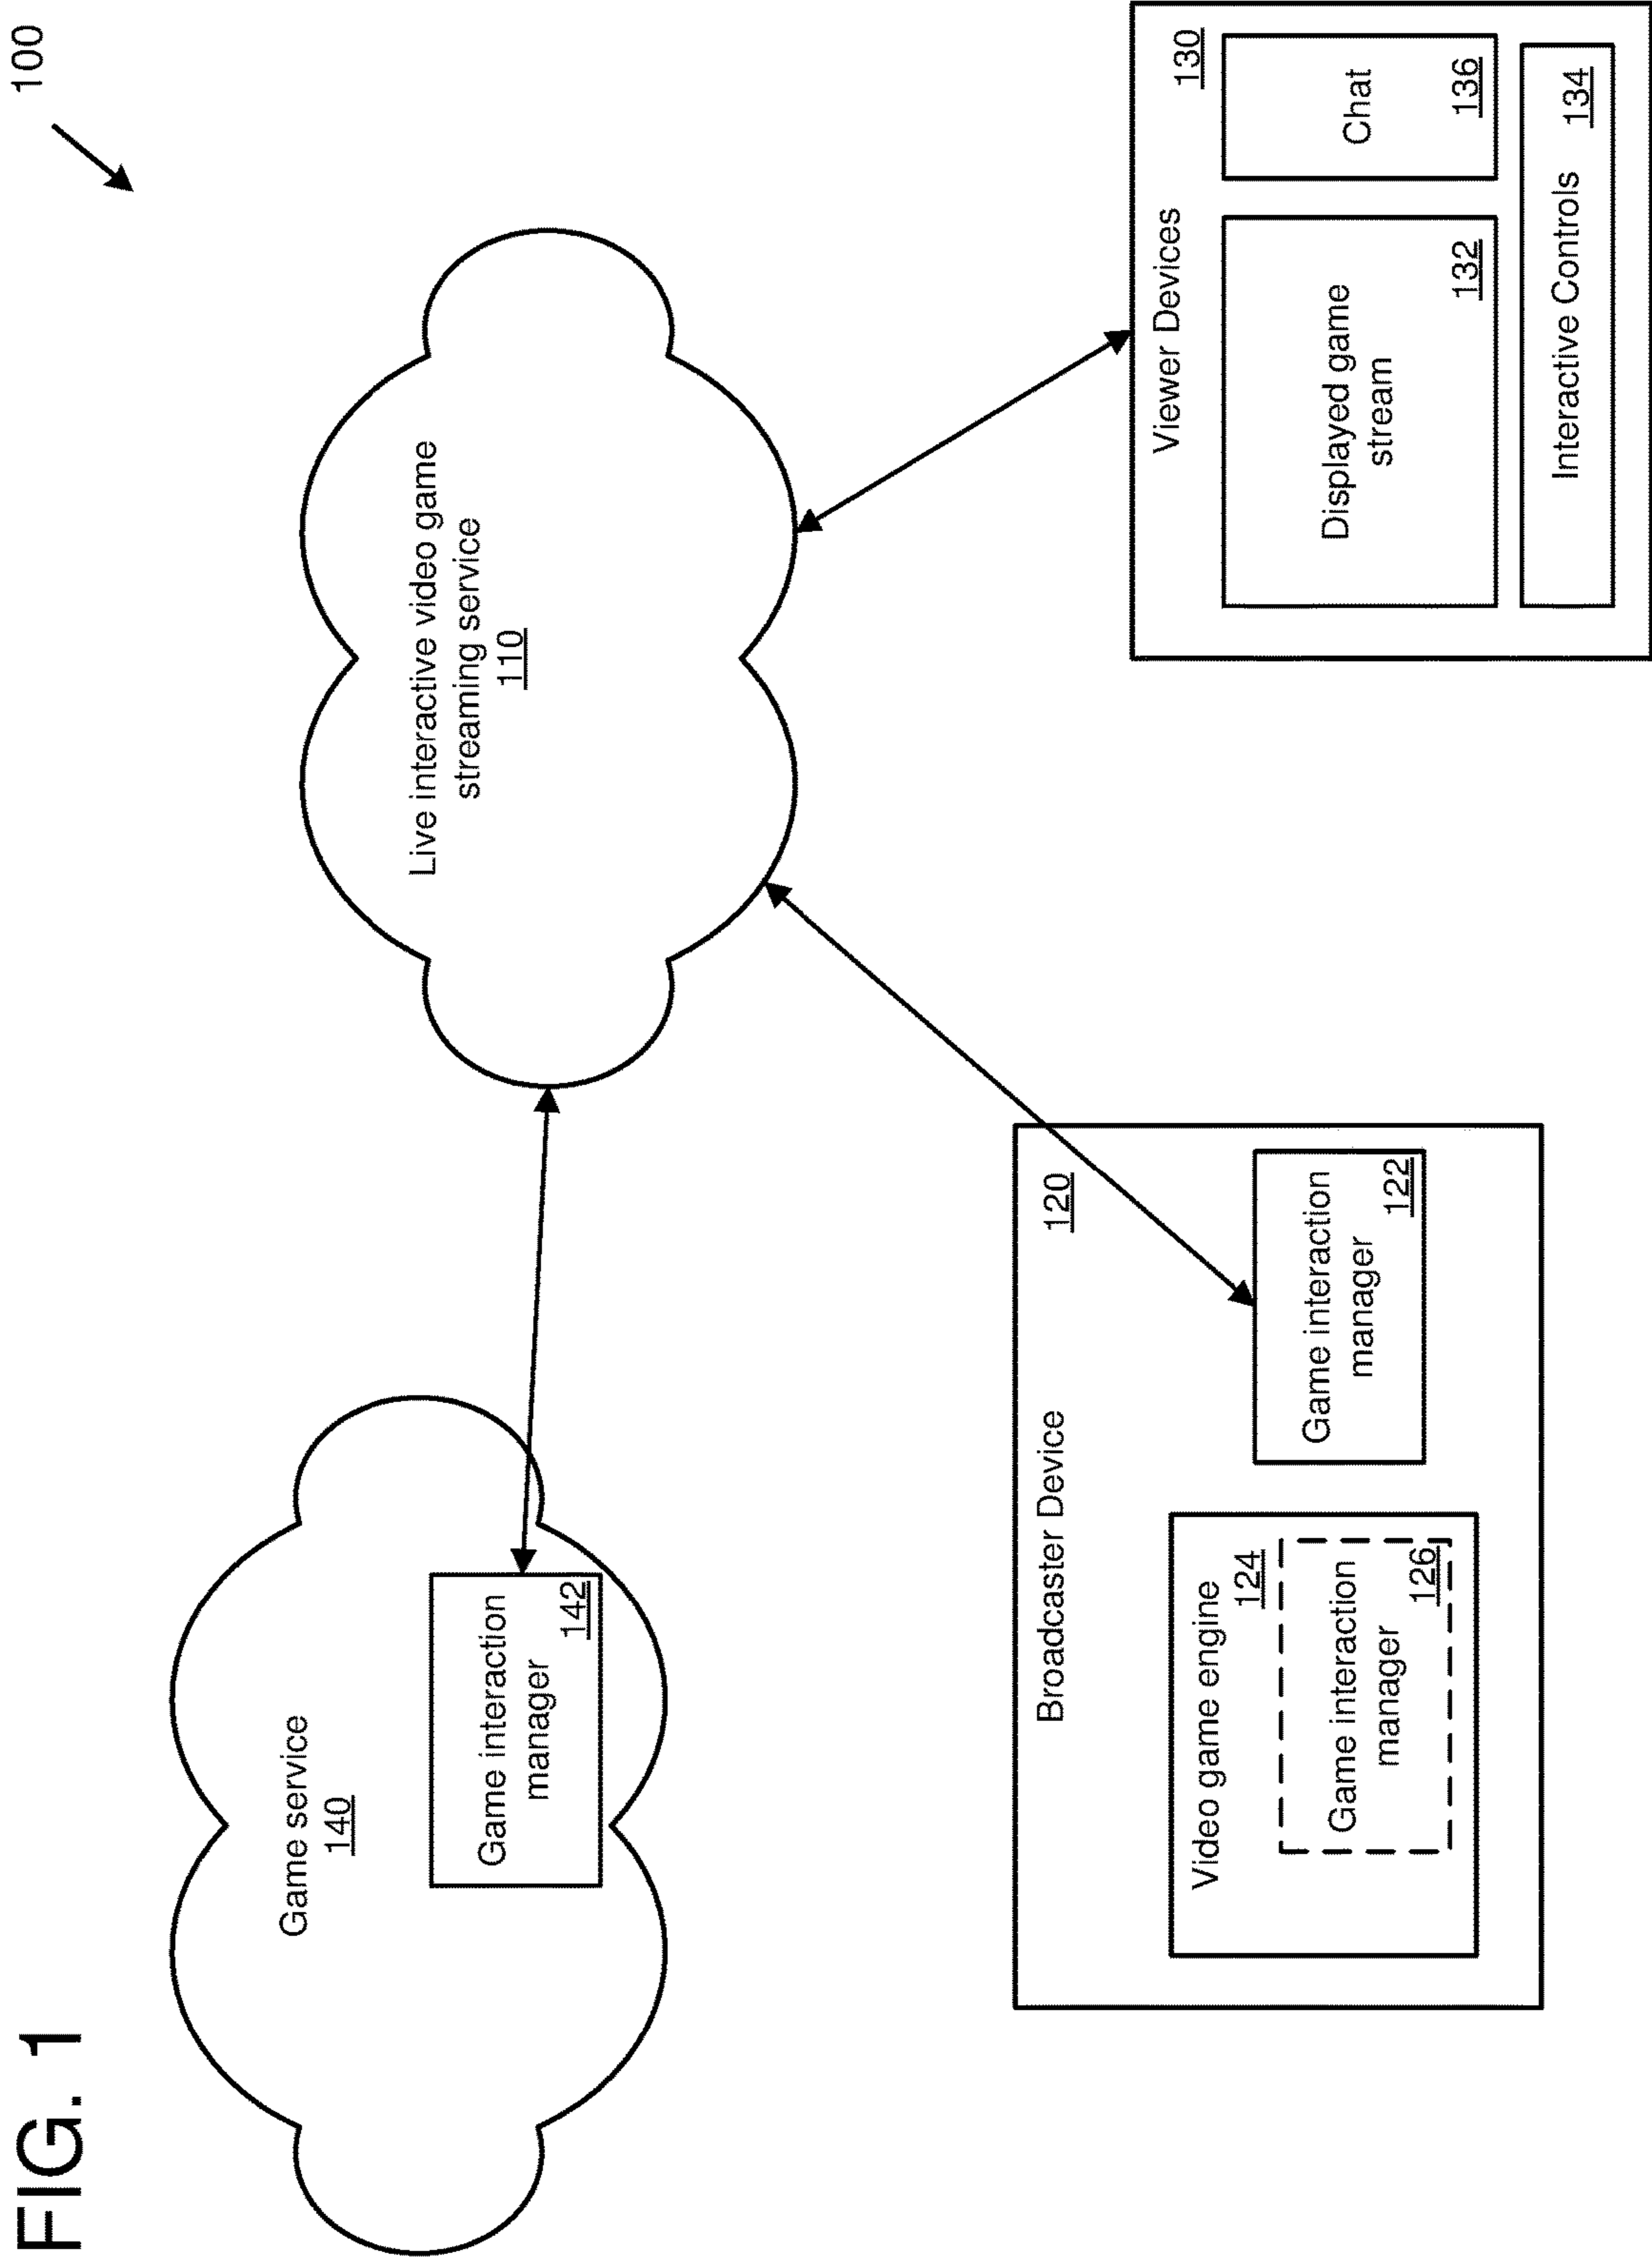 FIG. 1
100
Game service
140
Game interaction
manager
142
Live interactive video game
streaming service
110
Broadcaster Device
120
Video game engine
124
Game interaction
manager
126
Game interaction
manager
122
Viewer Devices
130
Displayed game
stream
132
Chat
136
Interactive Controls
134